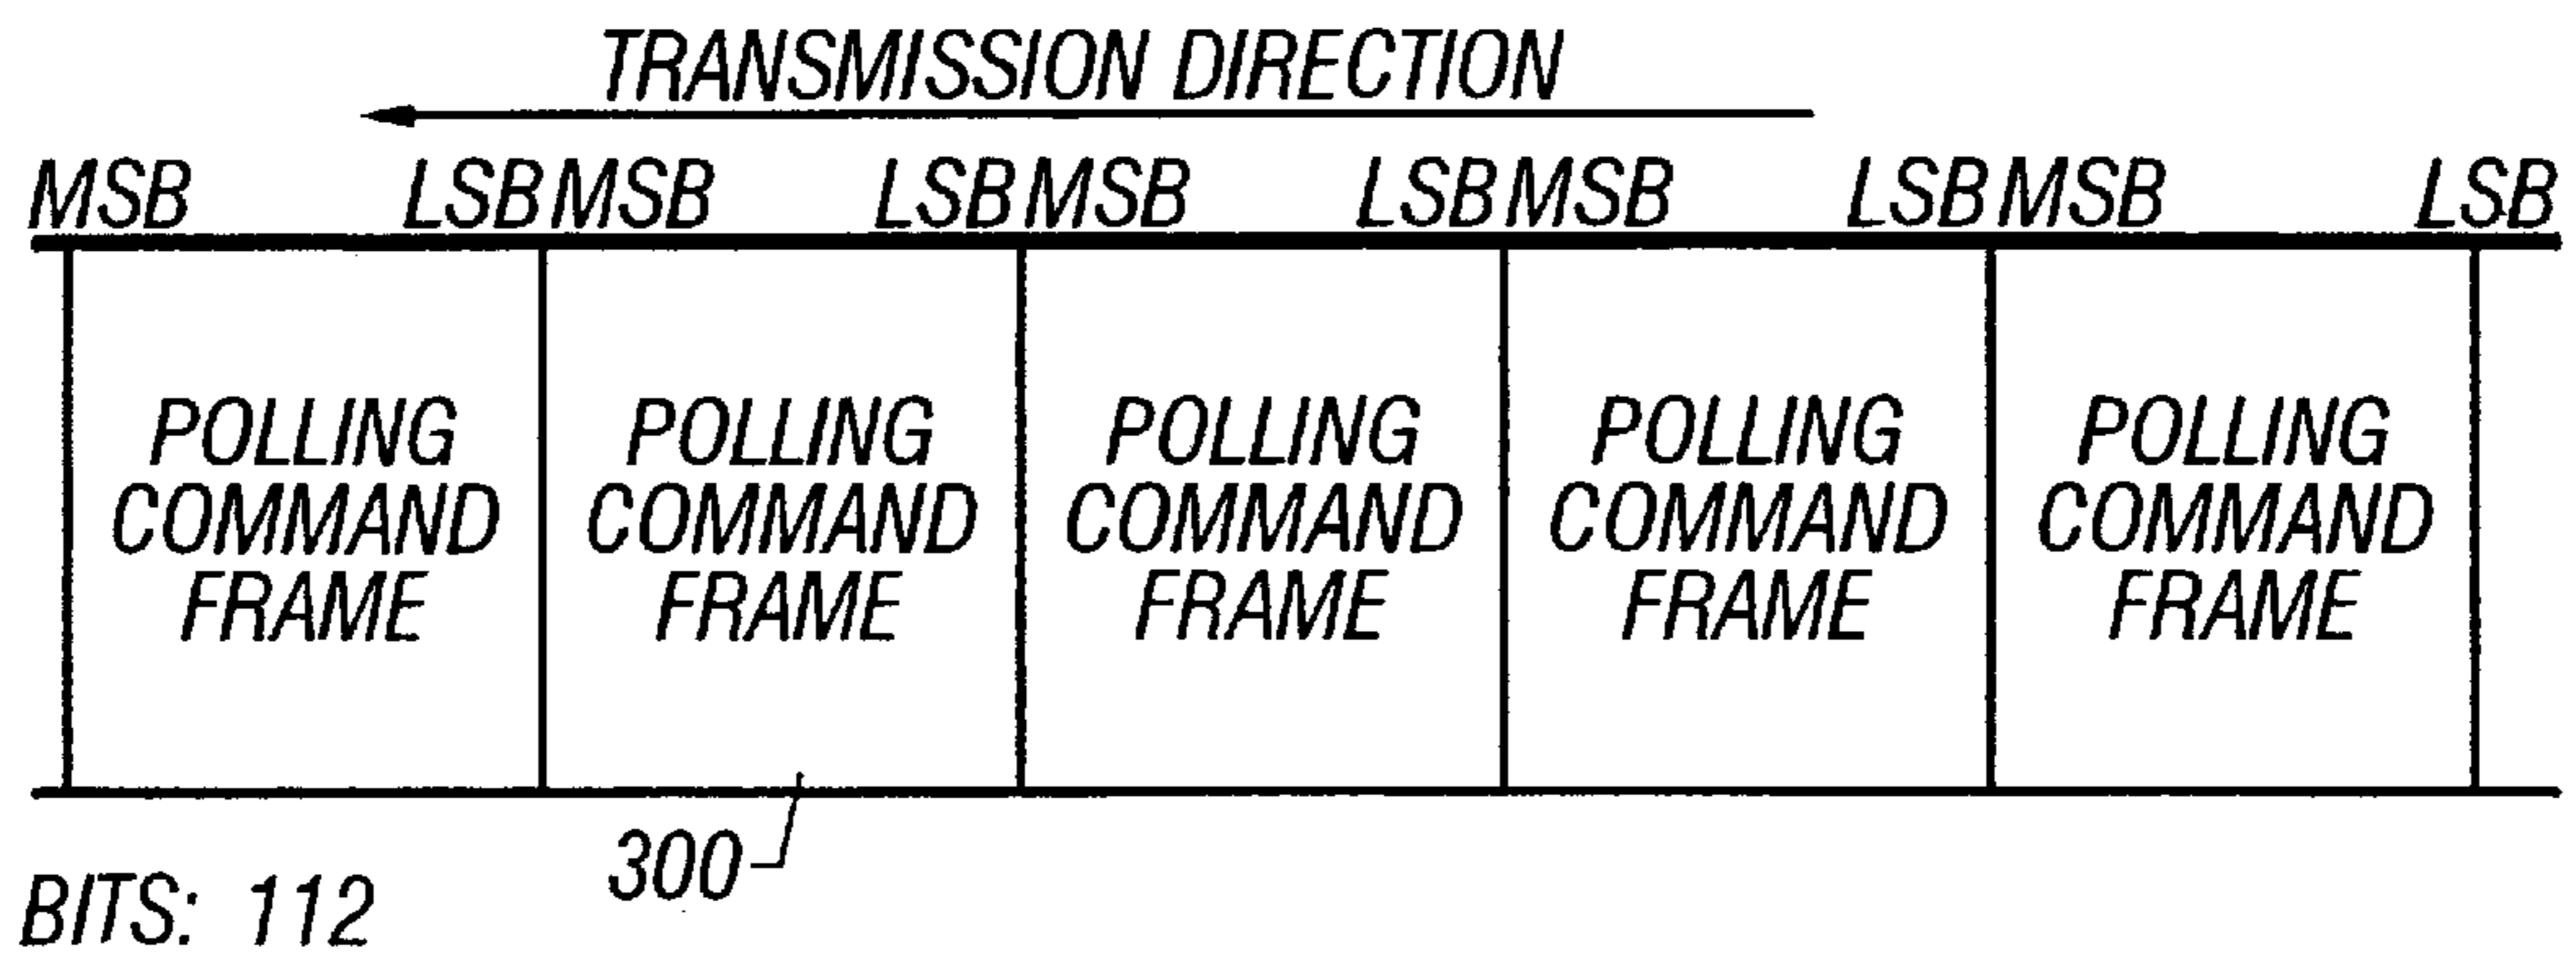 TRANSMISSION DIRECTION
MSB LSB MSB LSB MSB LSB MSB LSB MSB LSB
POLLING COMMAND FRAME
POLLING COMMAND FRAME
POLLING COMMAND FRAME
POLLING COMMAND FRAME
POLLING COMMAND FRAME
300
BITS: 112